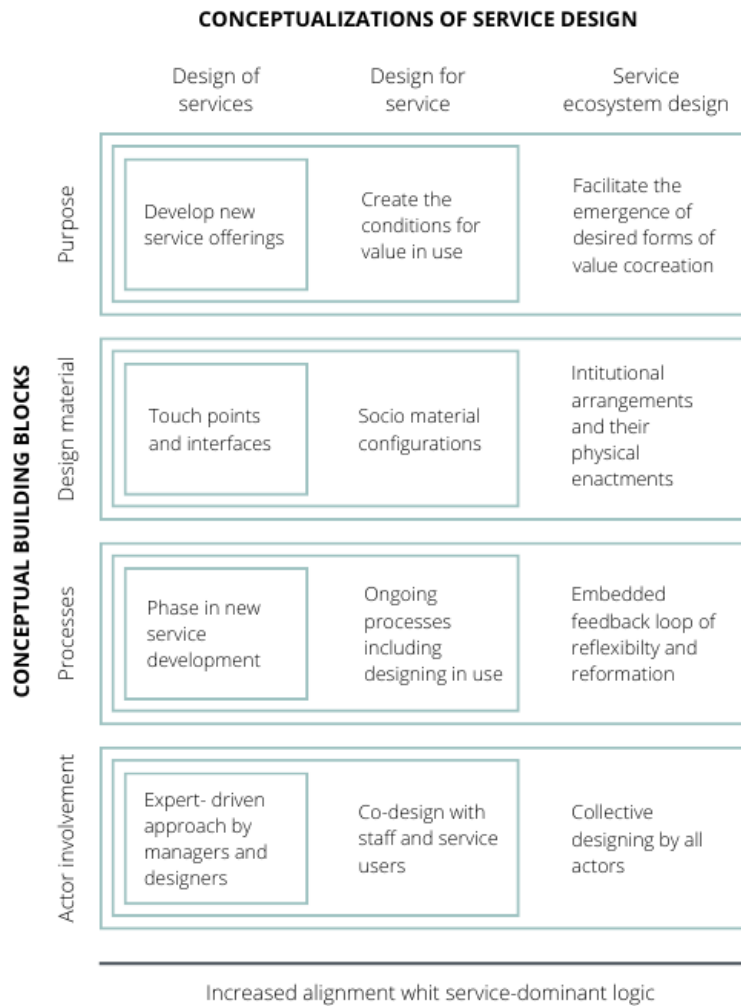 CONCEPTUALIZATIONS OF SERVICE DESIGN
Design of
services
Design for
service
Service
ecosystem design
CONCEPTUAL BUILDING BLOCKS
Purpose
Develop new
service offerings
Create the
conditions for
value in use
Facilitate the
emergence of
desired forms of
value cocreation
Design material
Touch points
and interfaces
Socio material
configurations
Intitutional
arrangements
and their
physical
enactments
Processes
Phase in new
service
development
Ongoing
processes
including
designing in use
Embedded
feedback loop of
reflexibilty and
reformation
Actor involvement
Expert- driven
approach by
managers and
designers
Co-design with
staff and service
users
Collective
designing by all
actors
Increased alignment whit service-dominant logic